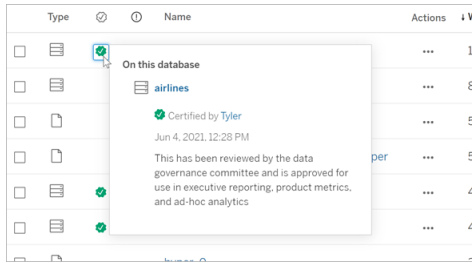 Type Name Actions
On this database
airlines
Certified by Tyler
Jun 4, 2021, 12:28 PM
This has been reviewed by the data
governance committee and is approved for per
use in executive reporting, product metrics,
and ad-hoc analytics